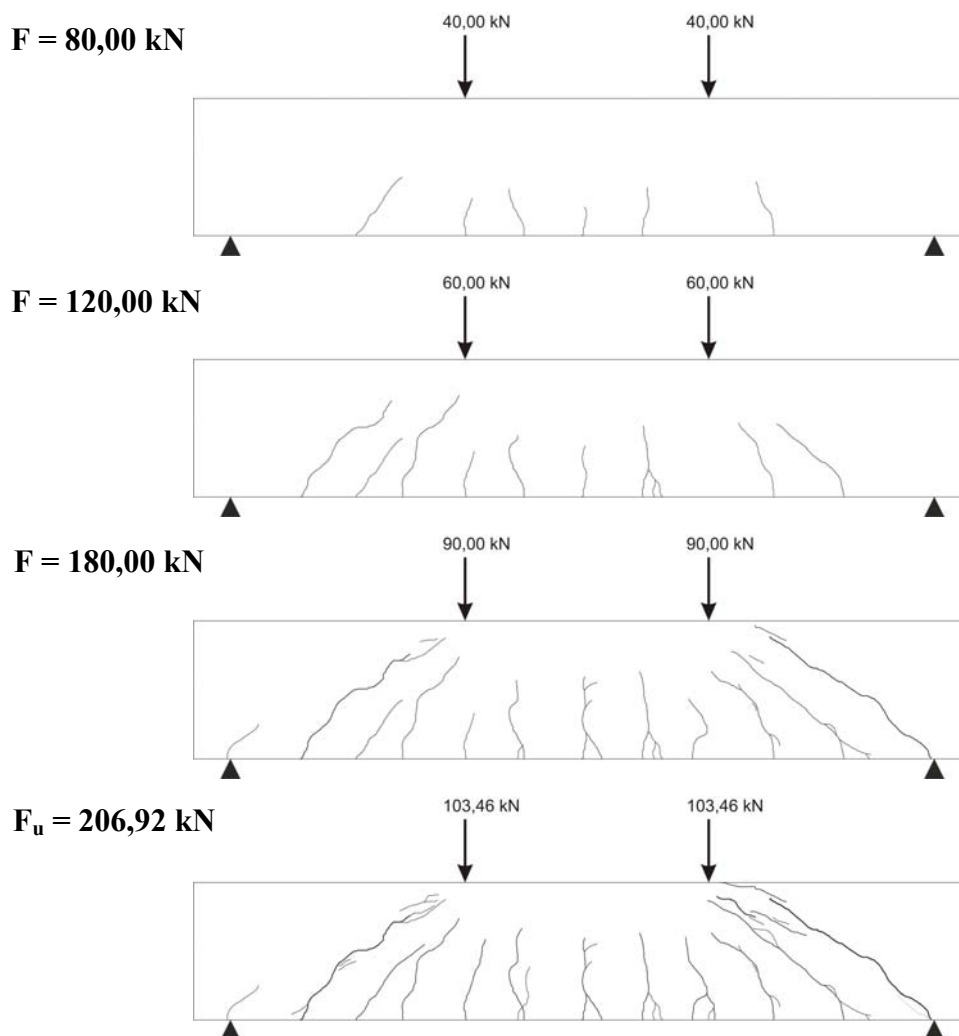 40,00 kN 40,00 kN
F = 80,00 kN
60,00 kN 60,00 kN
F = 120,00 kN
90,00 kN 90,00 kN
F = 180,00 kN
103,46 kN 103,46 kN
Fu = 206,92 kN